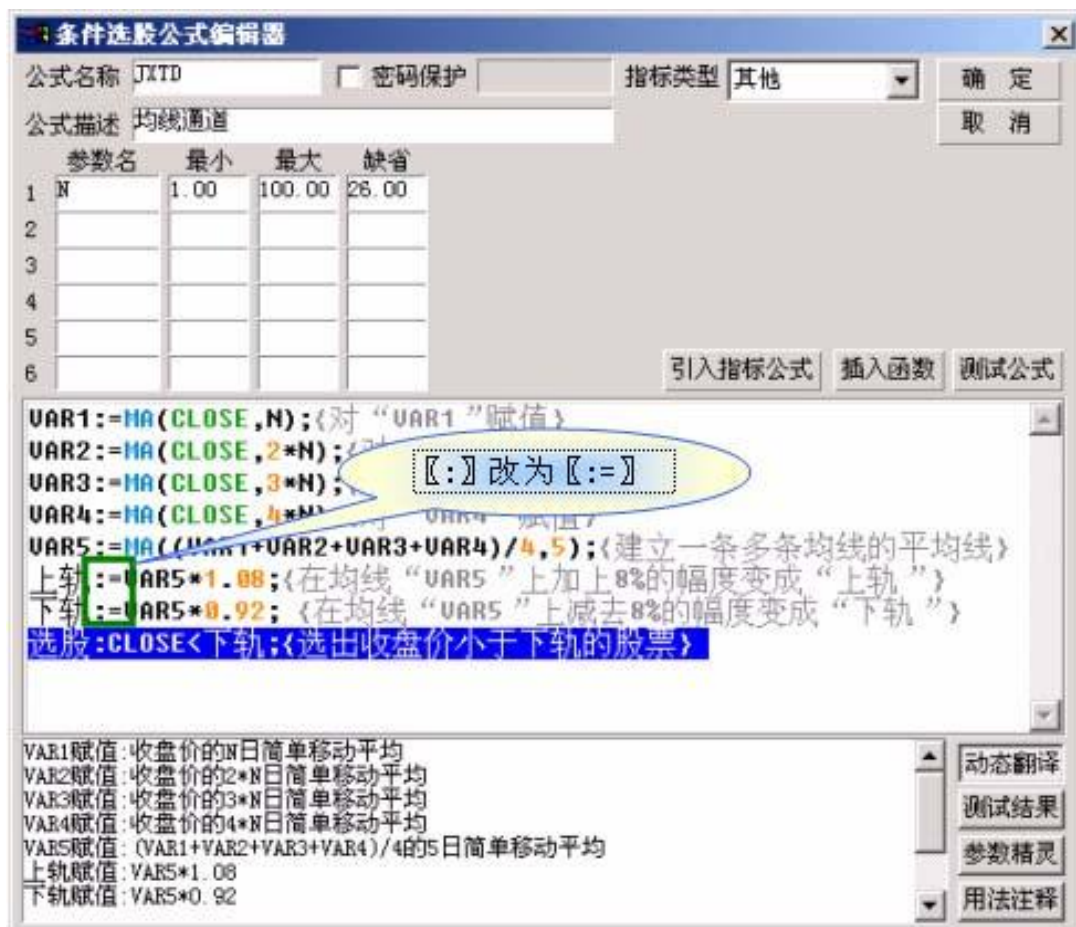 条件选股公式编辑器
公式名称 JXTD 密码保护 指标类型 其他 确 定
公式描述 均线通道 取 消
参数名 最小 最大 缺省
1 N 1.00 100.00 26.00
2
3
4
5
6
引入指标公式 插入函数 测试公式
VAR1:=MA(CLOSE,N);{对“VAR1”赋值}
VAR2:=MA(CLOSE,2*N);{对
〖:〗改为〖:=〗
VAR3:=MA(CLOSE,3*N);
VAR4:=MA(CLOSE,4*N) VAR4 赋值}
VAR5:=MA((VAR1+VAR2+VAR3+VAR4)/4,5);{建立一条多条均线的平均线}
上轨:=VAR5*1.08;{在均线“VAR5”上加上8%的幅度变成“上轨”}
下轨:=VAR5*0.92; {在均线“VAR5”上减去8%的幅度变成“下轨”}
选股:CLOSE<下轨;{选出收盘价小于下轨的股票}
VAR1赋值:收盘价的N日简单移动平均
VAR2赋值:收盘价的2*N日简单移动平均
VAR3赋值:收盘价的3*N日简单移动平均
VAR4赋值:收盘价的4*N日简单移动平均
VAR5赋值:(VAR1+VAR2+VAR3+VAR4)/4的5日简单移动平均
上轨赋值:VAR5*1.08
下轨赋值:VAR5*0.92
动态翻译
测试结果
参数精灵
用法注释